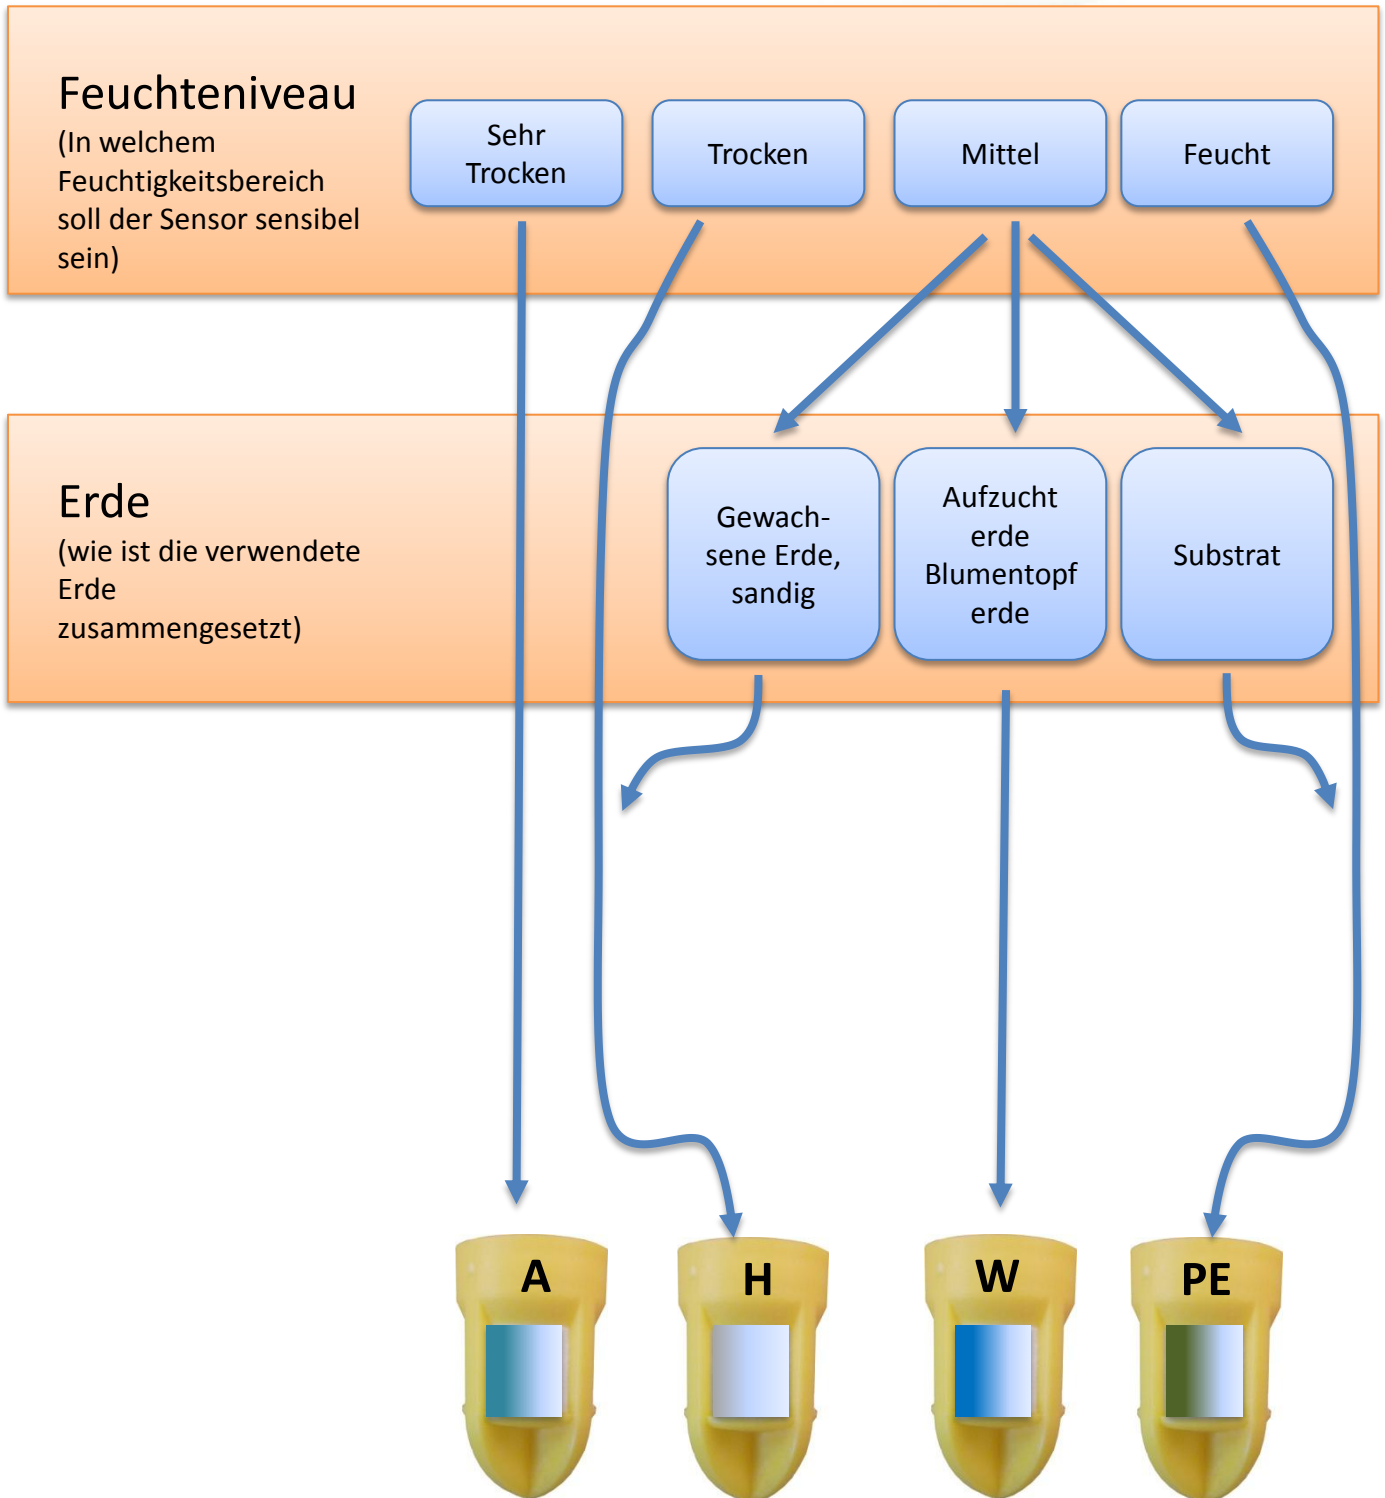 Feuchteniveau
(In welchem
Feuchtigkeitsbereich
soll der Sensor sensibel
sein)
Sehr
Trocken
Trocken
Mittel
Feucht
Erde
(wie ist die verwendete
Erde
zusammengesetzt)
Gewach-
sene Erde,
sandig
Aufzucht
erde
Blumentopf
erde
Substrat
A
H
W
PE